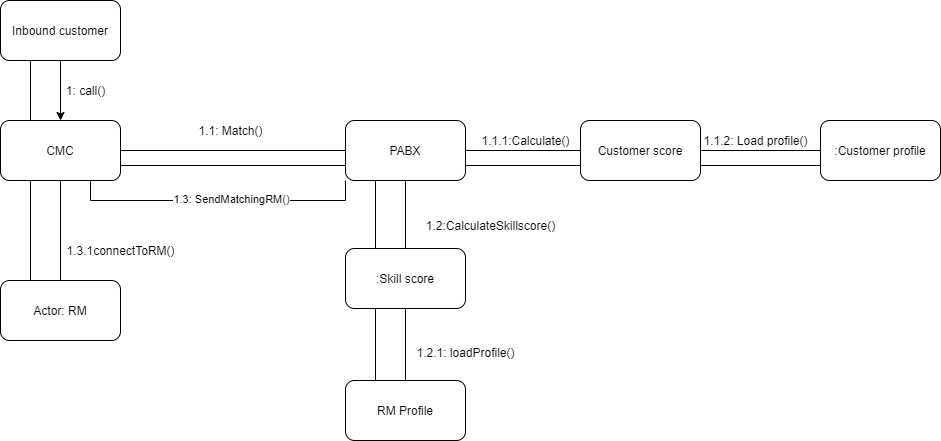 Inbound customer
1: call()
CMC
1.1: Match()
PABX
1.1.1:Calculate()
Customer score
1.1.2: Load profile()
:Customer profile
1.3: SendMatchingRM()
1.2:CalculateSkillscore()
1.3.1connectToRM()
:Skill score
Actor: RM
1.2.1: loadProfile()
RM Profile